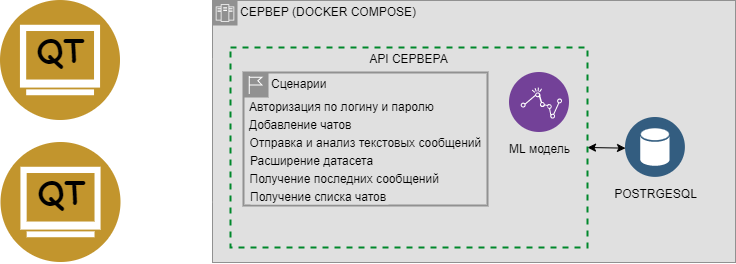 QT
QT
СЕРВЕР (DOCKER COMPOSE)
API СЕРВЕРА
Сценарии
Авторизация по логину и паролю
Добавление чатов
Отправка и анализ текстовых сообщений
Расширение датасета
Получение последних сообщений
Получение списка чатов
ML модель
POSTRGESQL